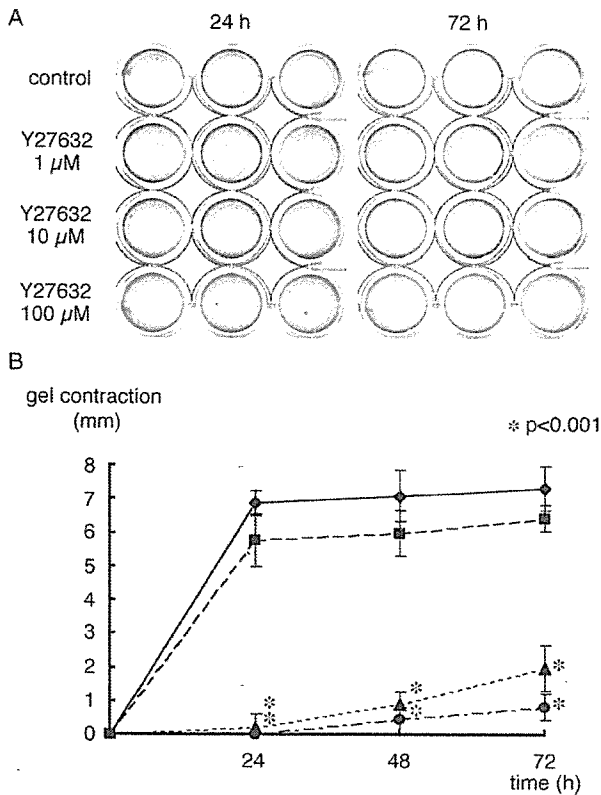 A
24 h 72 h
control
Y27632
1 µM
Y27632
10 µM
Y27632
100 µM
B
gel contraction
(mm)
* p<0.001
8
7
6
5
4
3
2
1
0
*
*
*
*
*
*
24 48 72
time (h)